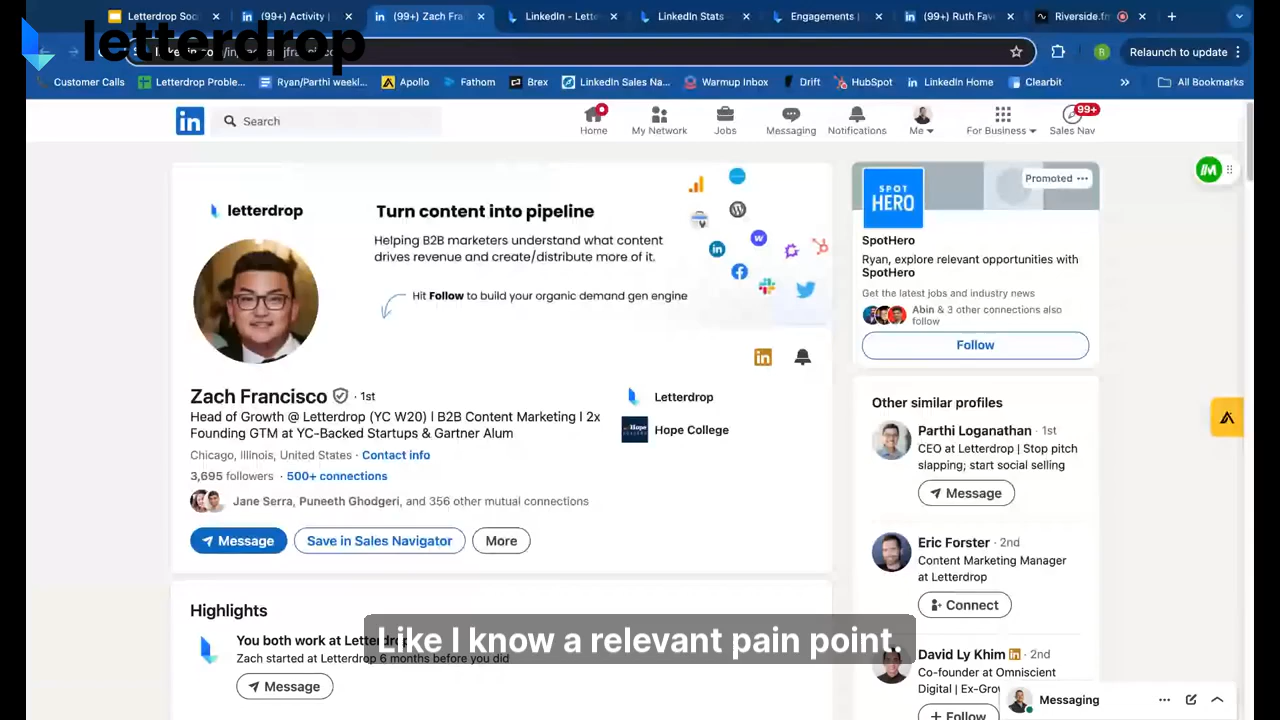 Letterdrop Soc
(99+) Activity |
(99+) Zach Fra
LinkedIn - Lette
LinkedIn Stats
Engagements |
(99+) Ruth Fav
Riverside.fm
letterdrop
Relaunch to update
Customer Calls
Letterdrop Proble...
Ryan/Parthi weekl...
Apollo
Fathom
Brex
LinkedIn Sales Na...
Warmup Inbox
Drift
HubSpot
LinkedIn Home
Clearbit
All Bookmarks
Search
Home
My Network
Jobs
Messaging
Notifications
Me
For Business
99+
Sales Nav
letterdrop
Turn content into pipeline
Helping B2B marketers understand what content
drives revenue and create/distribute more of it.
Hit Follow to build your organic demand gen engine
Zach Francisco · 1st
Head of Growth @ Letterdrop (YC W20) | B2B Content Marketing | 2x
Founding GTM at YC-Backed Startups & Gartner Alum
Letterdrop
Hope College
Chicago, Illinois, United States · Contact info
3,695 followers · 500+ connections
Jane Serra, Puneeth Ghodgeri, and 356 other mutual connections
Message
Save in Sales Navigator
More
Highlights
You both work at Letterdrop
Zach started at Letterdrop 6 months before you did
Message
Promoted
SPOT
HERO
SpotHero
Ryan, explore relevant opportunities with
SpotHero
Get the latest jobs and industry news
Abin & 3 other connections also
follow
Follow
Other similar profiles
Parthi Loganathan · 1st
CEO at Letterdrop | Stop pitch
slapping; start social selling
Message
Eric Forster · 2nd
Content Marketing Manager
at Letterdrop
Connect
David Ly Khim · 2nd
Co-founder at Omniscient
Digital | Ex-Grow
+ Follow
Messaging
Like I know a relevant pain point.